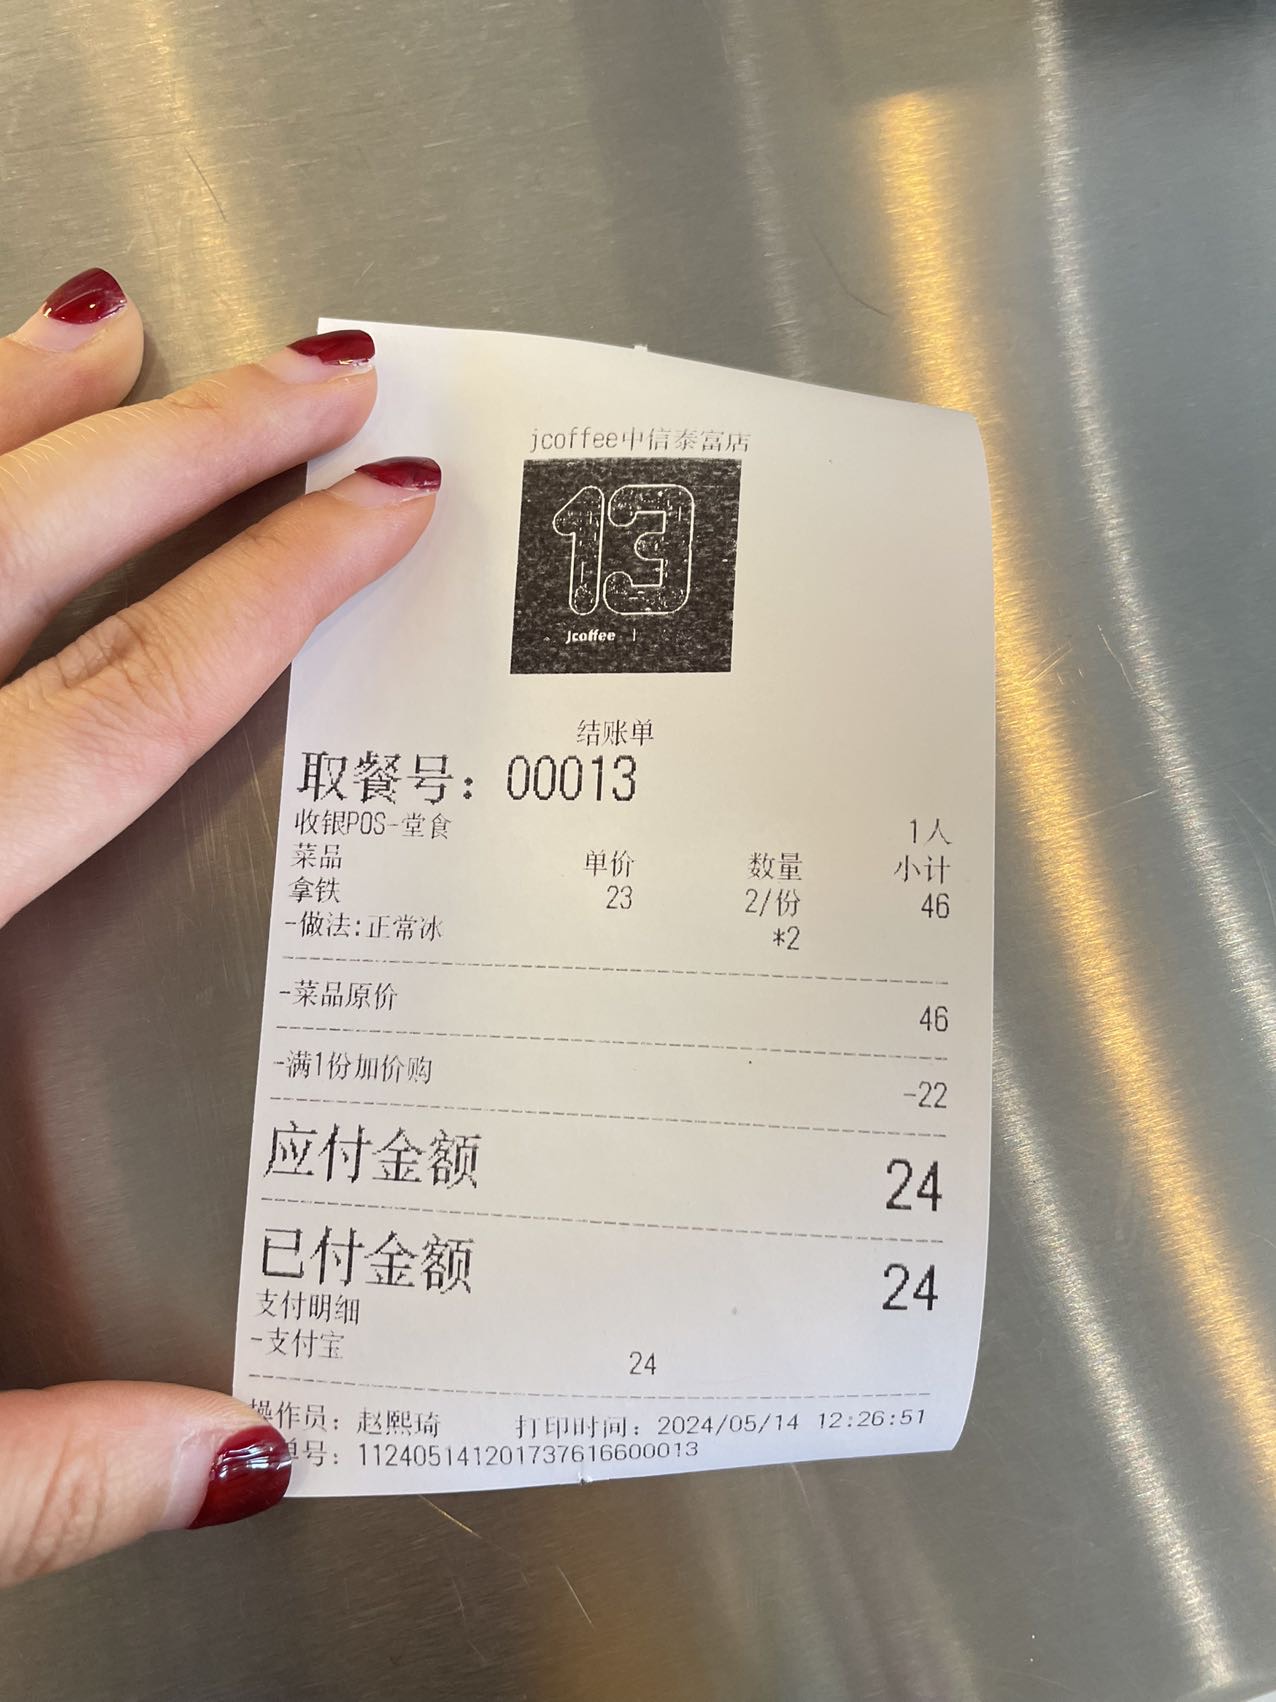 jcoffee中信泰富店
13
jcoffee
结账单
取餐号: 00013
收银POS-堂食 1人
菜品 单价 数量 小计
拿铁 23 2/份 46
-做法:正常冰 *2
-菜品原价 46
-满1份加价购 -22
应付金额 24
已付金额 24
支付明细
-支付宝 24
操作员: 赵熙琦 打印时间: 2024/05/14 12:26:51
单号: 112405141201737616600013